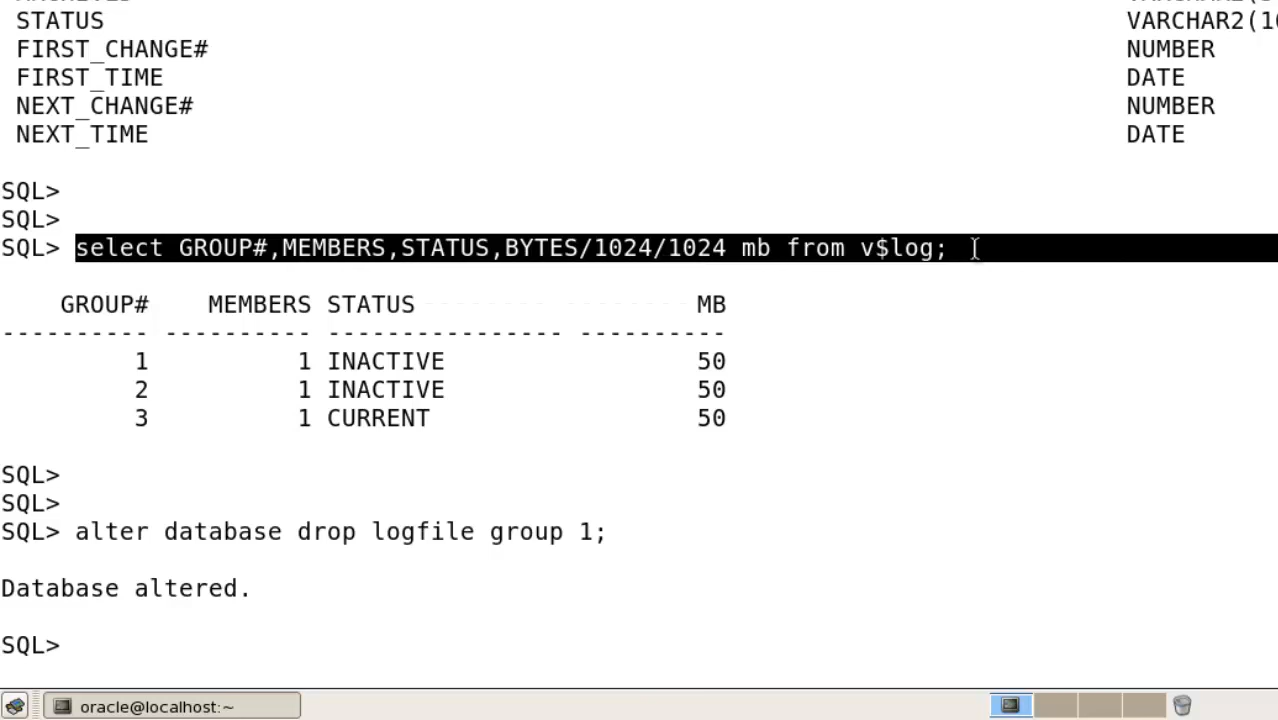 STATUS VARCHAR2(16
FIRST_CHANGE# NUMBER
FIRST_TIME DATE
NEXT_CHANGE# NUMBER
NEXT_TIME DATE
SQL>
SQL>
SQL> select GROUP#,MEMBERS,STATUS,BYTES/1024/1024 mb from v$log;
GROUP# MEMBERS STATUS MB
---------- ---------- ---------------- ----------
1 1 INACTIVE 50
2 1 INACTIVE 50
3 1 CURRENT 50
SQL>
SQL>
SQL> alter database drop logfile group 1;
Database altered.
SQL>
oracle@localhost:~